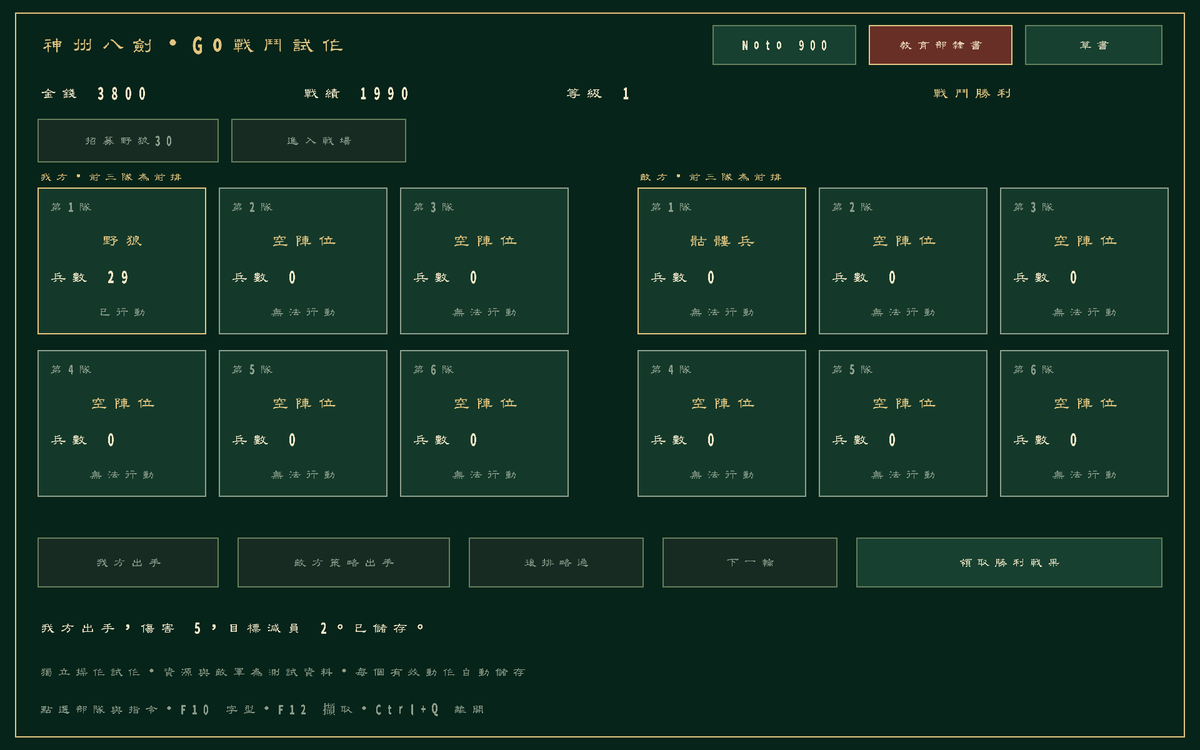 神州八劍・Go戰鬥試作
Noto 900
教育部隸書
草書
金錢 3800
戰績 1990
等級 1
戰鬥勝利
招募野狼30
進入戰場
我方・前三隊為前排
敵方・前三隊為前排
第1隊
第2隊
第3隊
第1隊
第2隊
第3隊
野狼
空陣位
空陣位
骷髏兵
空陣位
空陣位
兵數 29
兵數 0
兵數 0
兵數 0
兵數 0
兵數 0
已行動
無法行動
無法行動
無法行動
無法行動
無法行動
第4隊
第5隊
第6隊
第4隊
第5隊
第6隊
空陣位
空陣位
空陣位
空陣位
空陣位
空陣位
兵數 0
兵數 0
兵數 0
兵數 0
兵數 0
兵數 0
無法行動
無法行動
無法行動
無法行動
無法行動
無法行動
我方出手
敵方策略出手
後排略過
下一輪
領取勝利戰果
我方出手，傷害 5，目標減員 2。已儲存。
獨立操作試作・資源與敵軍為測試資料・每個有效動作自動儲存
點選部隊與指令・F10 字型・F12 擷取・Ctrl+Q 離開